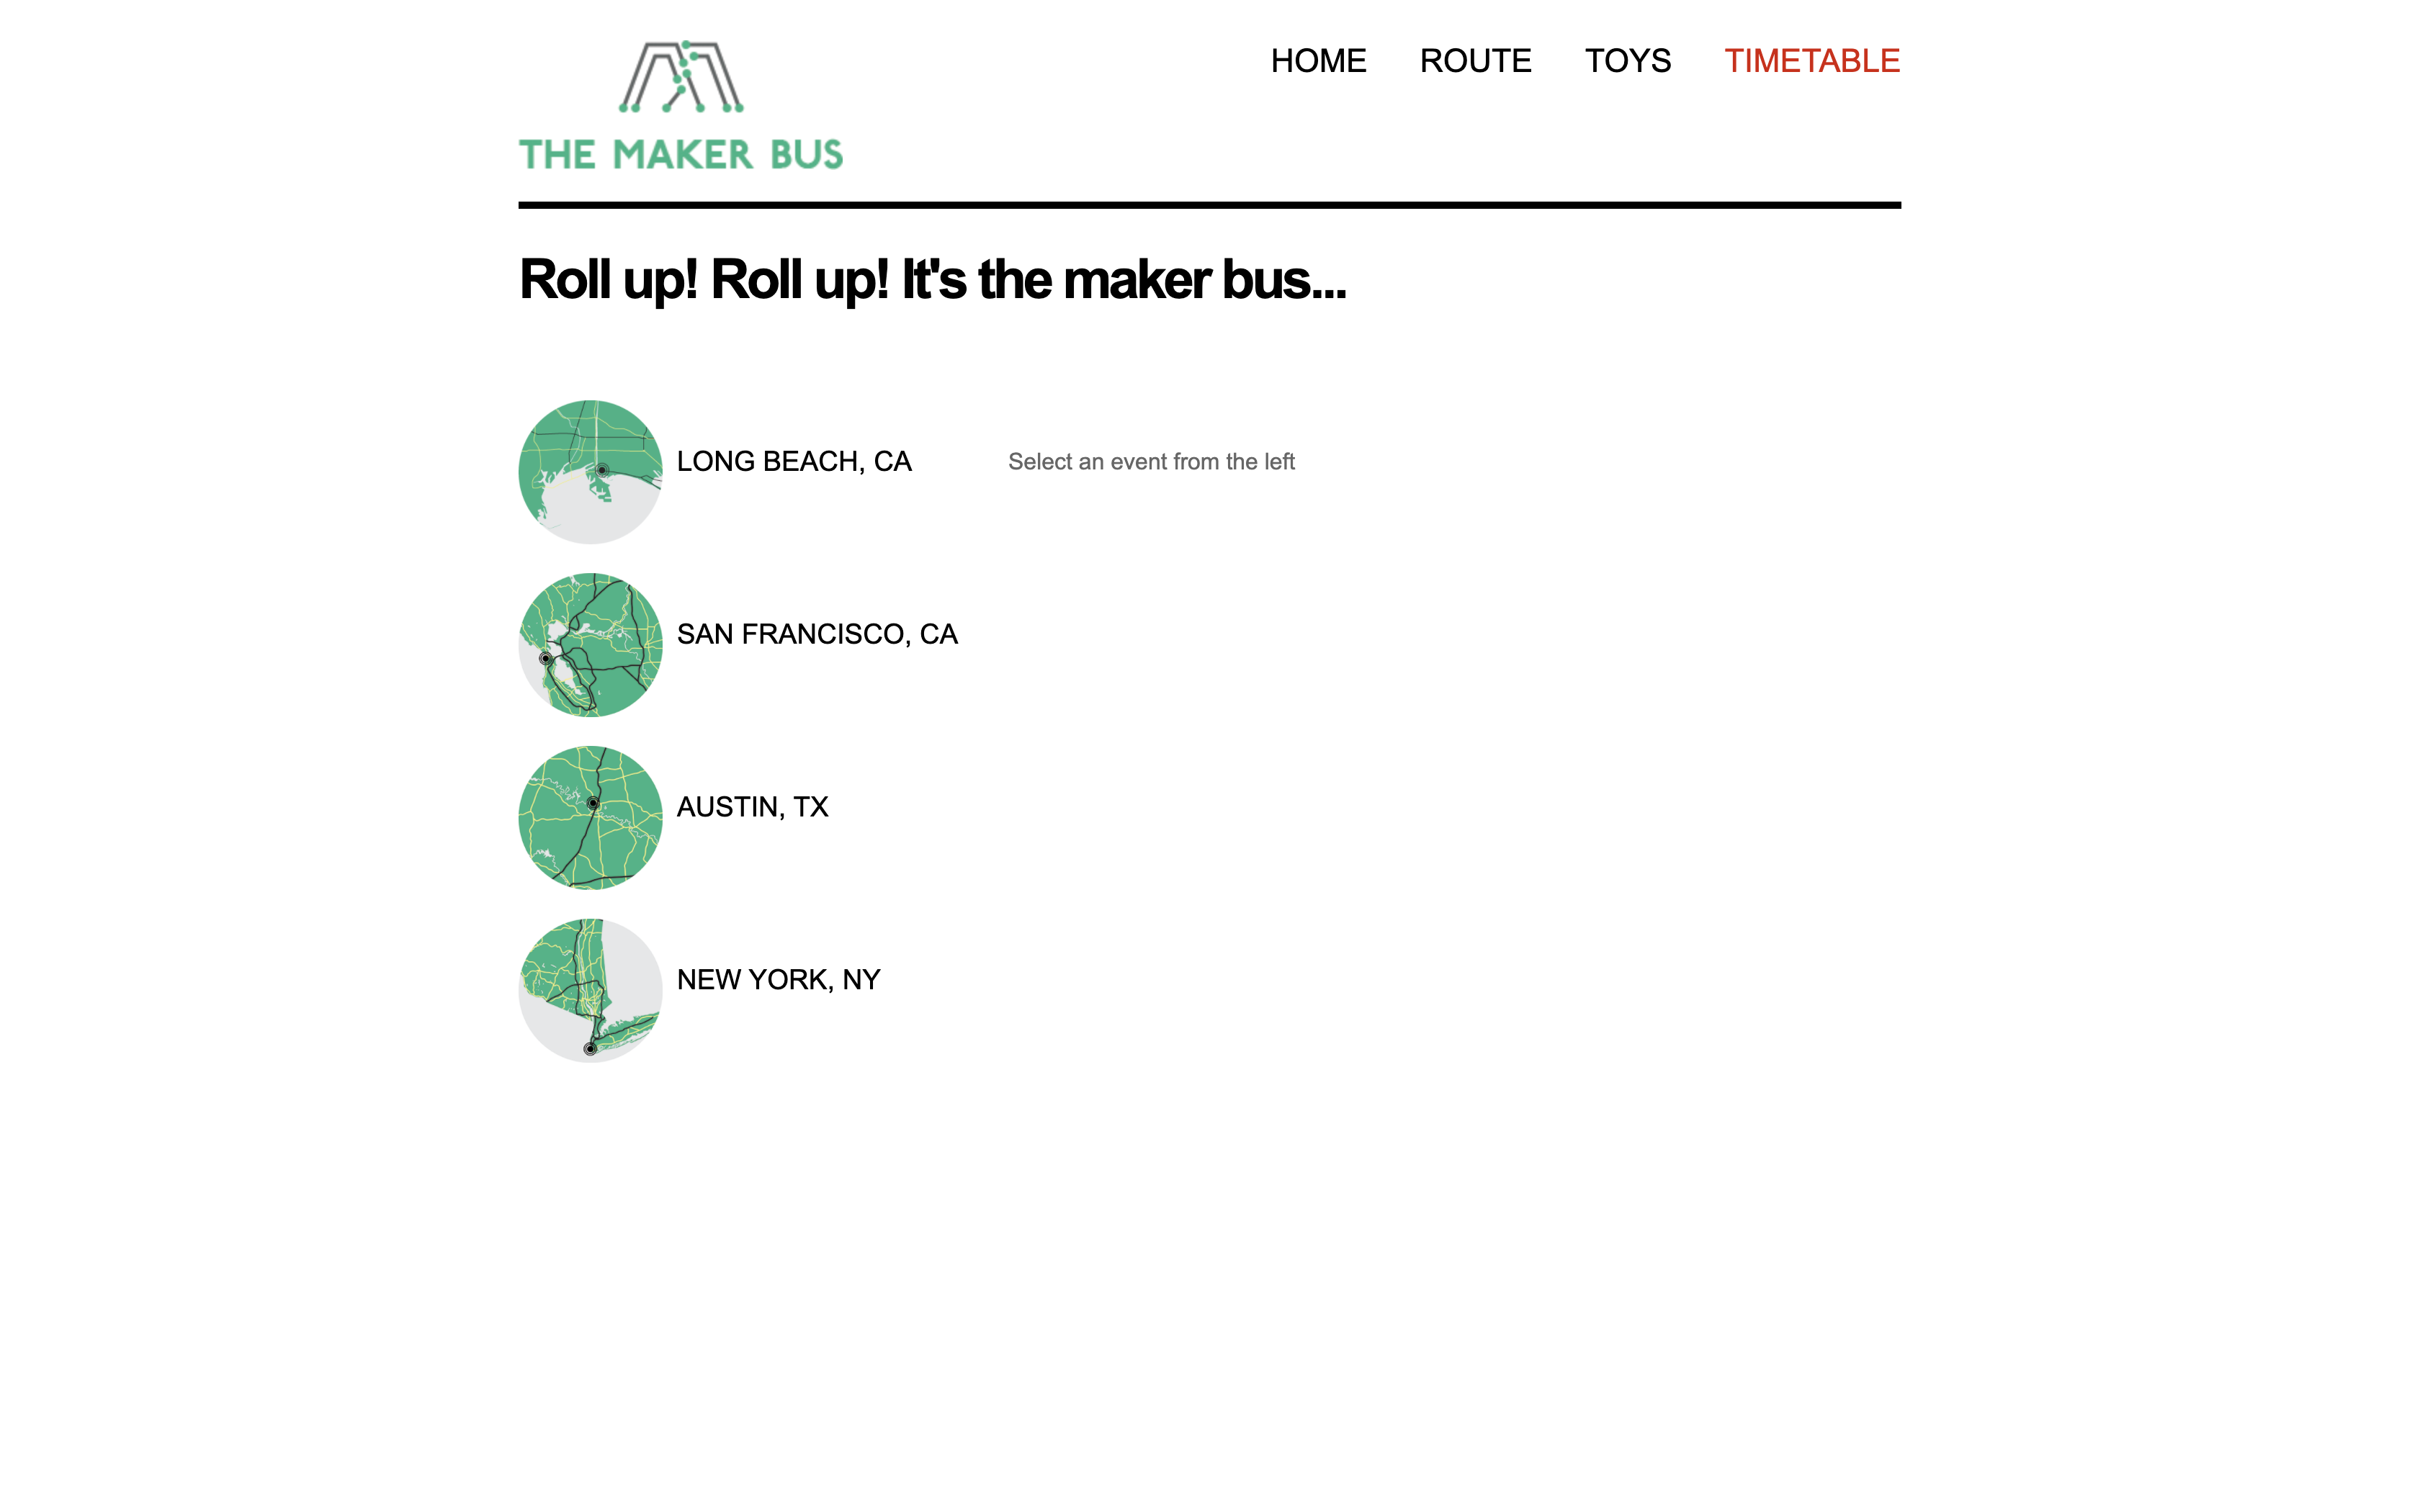 THE MAKER BUS
HOME ROUTE TOYS TIMETABLE
Roll up! Roll up! It's the maker bus...
LONG BEACH, CA
Select an event from the left
SAN FRANCISCO, CA
AUSTIN, TX
NEW YORK, NY